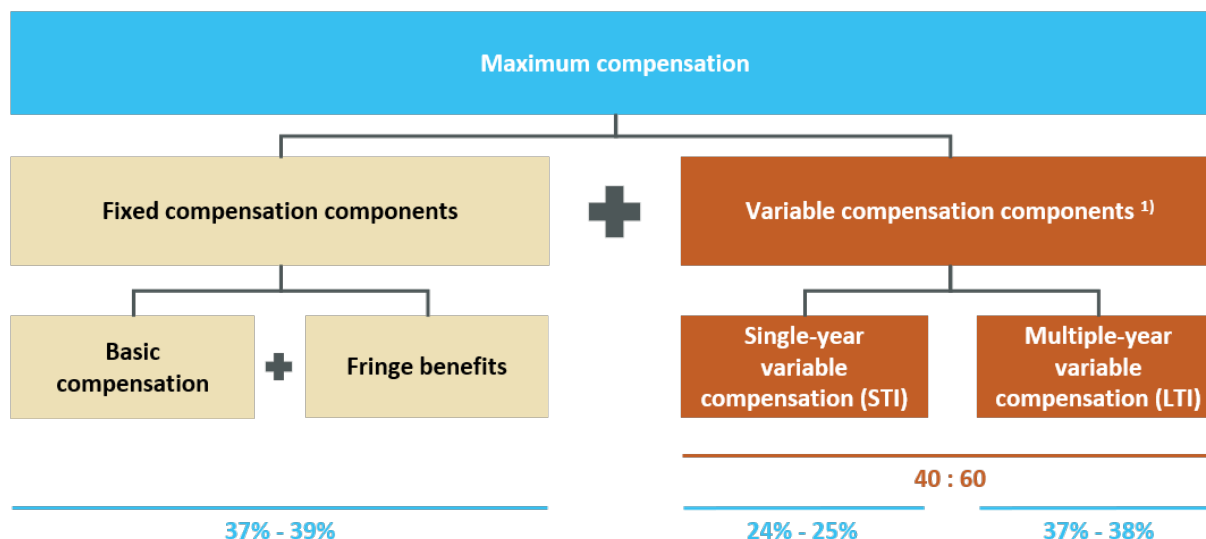 Maximum compensation
Fixed compensation components
Variable compensation components 1)
Basic
compensation
Fringe benefits
Single-year
variable
compensation (STI)
Multiple-year
variable
compensation (LTI)
40 : 60
37% - 39%
24% - 25%
37% - 38%